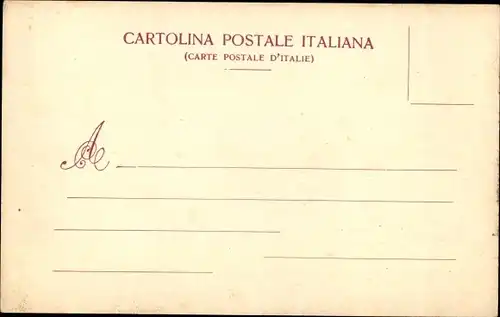 CARTOLINA POSTALE ITALIANA
(CARTE POSTALE D'ITALIE)
A